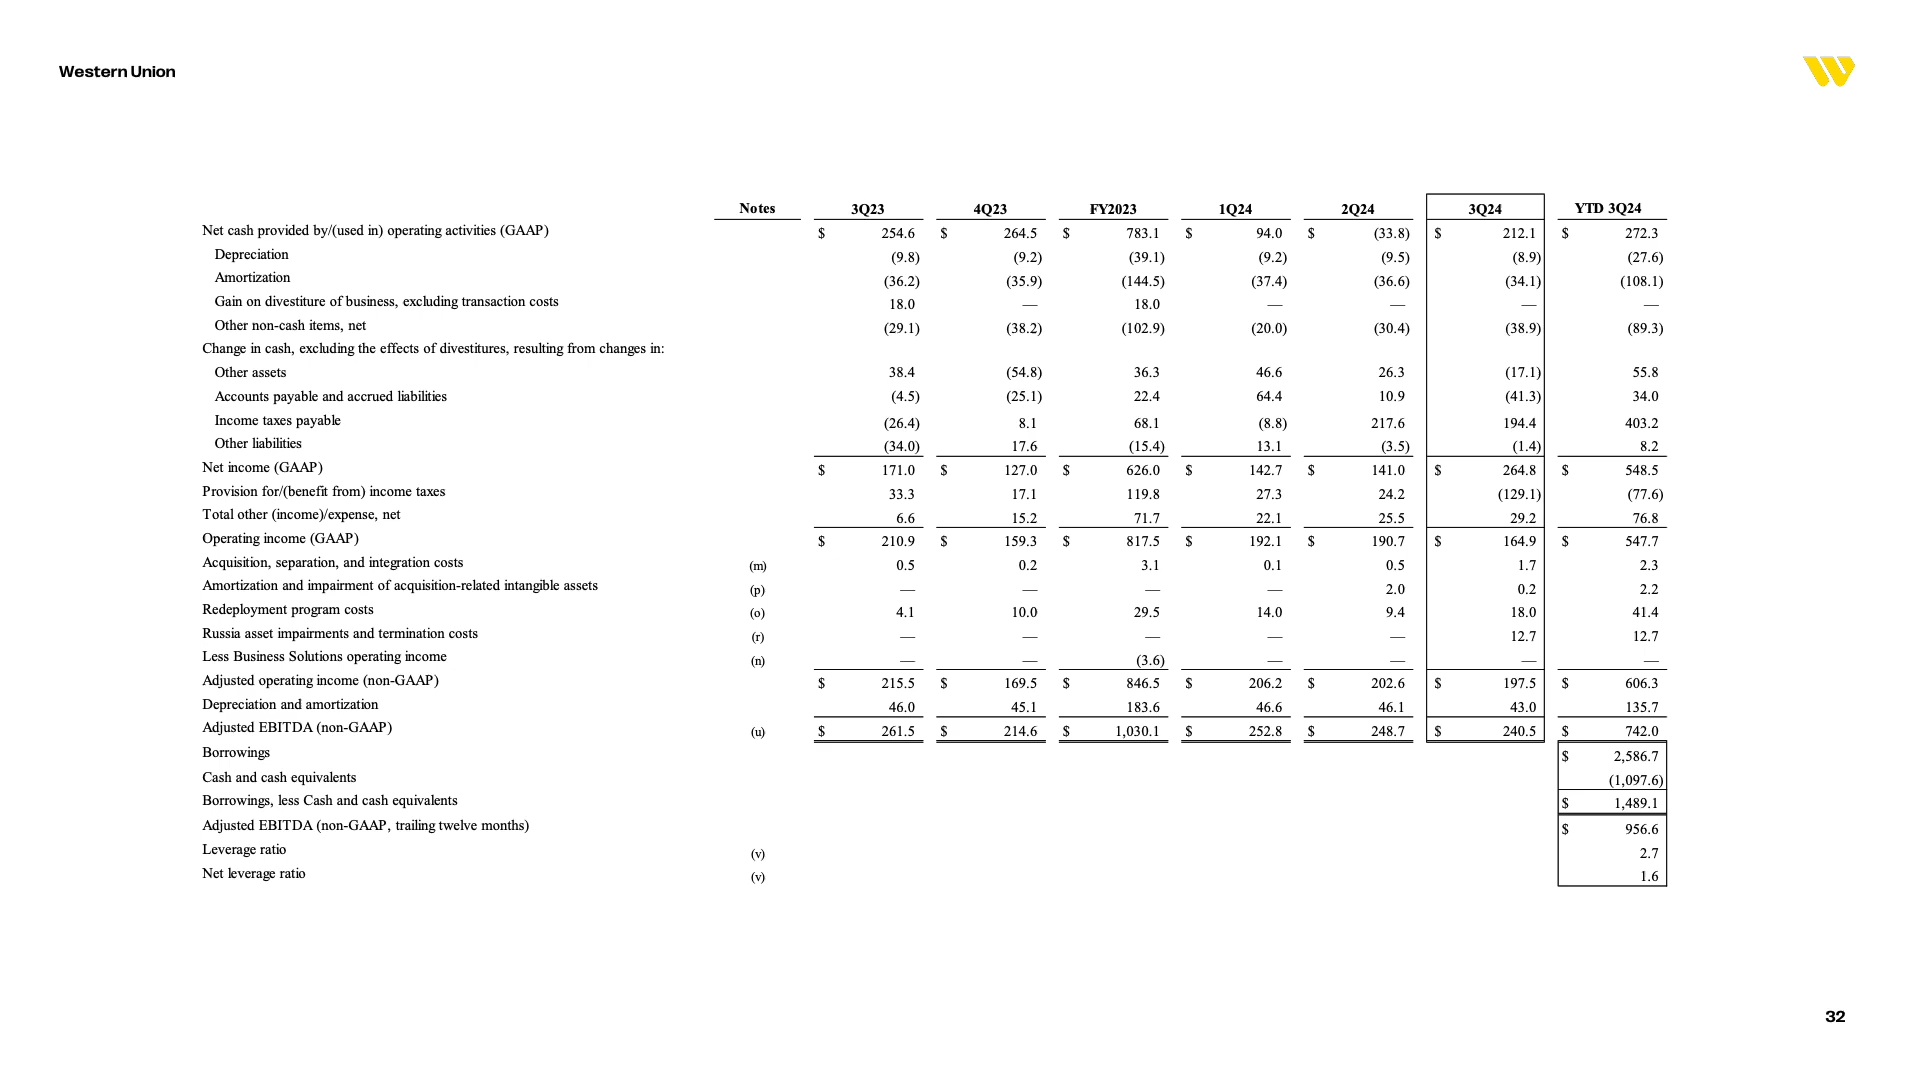 Western Union
Notes 3Q23 4Q23 FY2023 1Q24 2Q24 3Q24 YTD 3Q24
Net cash provided by/(used in) operating activities (GAAP) $ 254.6 $ 264.5 $ 783.1 $ 94.0 $ (33.8) $ 212.1 $ 272.3
Depreciation (9.8) (9.2) (39.1) (9.2) (9.5) (8.9) (27.6)
Amortization (36.2) (35.9) (144.5) (37.4) (36.6) (34.1) (108.1)
Gain on divestiture of business, excluding transaction costs 18.0 — 18.0 — — — —
Other non-cash items, net (29.1) (38.2) (102.9) (20.0) (30.4) (38.9) (89.3)
Change in cash, excluding the effects of divestitures, resulting from changes in:
Other assets 38.4 (54.8) 36.3 46.6 26.3 (17.1) 55.8
Accounts payable and accrued liabilities (4.5) (25.1) 22.4 64.4 10.9 (41.3) 34.0
Income taxes payable (26.4) 8.1 68.1 (8.8) 217.6 194.4 403.2
Other liabilities (34.0) 17.6 (15.4) 13.1 (3.5) (1.4) 8.2
Net income (GAAP) $ 171.0 $ 127.0 $ 626.0 $ 142.7 $ 141.0 $ 264.8 $ 548.5
Provision for/(benefit from) income taxes 33.3 17.1 119.8 27.3 24.2 (129.1) (77.6)
Total other (income)/expense, net 6.6 15.2 71.7 22.1 25.5 29.2 76.8
Operating income (GAAP) $ 210.9 $ 159.3 $ 817.5 $ 192.1 $ 190.7 $ 164.9 $ 547.7
Acquisition, separation, and integration costs (m) 0.5 0.2 3.1 0.1 0.5 1.7 2.3
Amortization and impairment of acquisition-related intangible assets (p) — — — — 2.0 0.2 2.2
Redeployment program costs (o) 4.1 10.0 29.5 14.0 9.4 18.0 41.4
Russia asset impairments and termination costs (r) — — — — — 12.7 12.7
Less Business Solutions operating income (n) — — (3.6) — — — —
Adjusted operating income (non-GAAP) $ 215.5 $ 169.5 $ 846.5 $ 206.2 $ 202.6 $ 197.5 $ 606.3
Depreciation and amortization 46.0 45.1 183.6 46.6 46.1 43.0 135.7
Adjusted EBITDA (non-GAAP) (u) $ 261.5 $ 214.6 $ 1,030.1 $ 252.8 $ 248.7 $ 240.5 $ 742.0
Borrowings $ 2,586.7
Cash and cash equivalents (1,097.6)
Borrowings, less Cash and cash equivalents $ 1,489.1
Adjusted EBITDA (non-GAAP, trailing twelve months) $ 956.6
Leverage ratio (v) 2.7
Net leverage ratio (v) 1.6
32